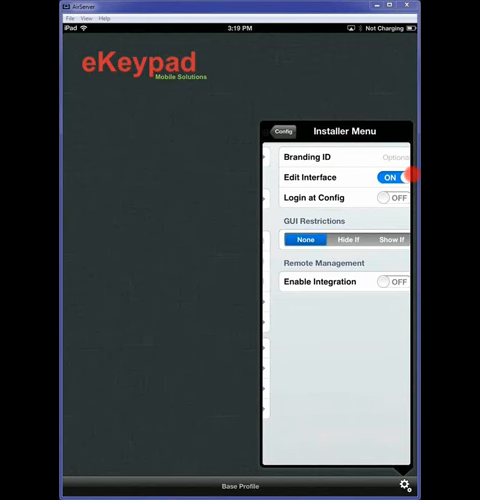 AirServer
File View Help
iPad 3:19 PM Not Charging
eKeypad
Mobile Solutions
Config Installer Menu
Branding ID Optiona
Edit Interface ON
Login at Config OFF
GUI Restrictions
None Hide If Show If
Remote Management
Enable Integration OFF
Base Profile